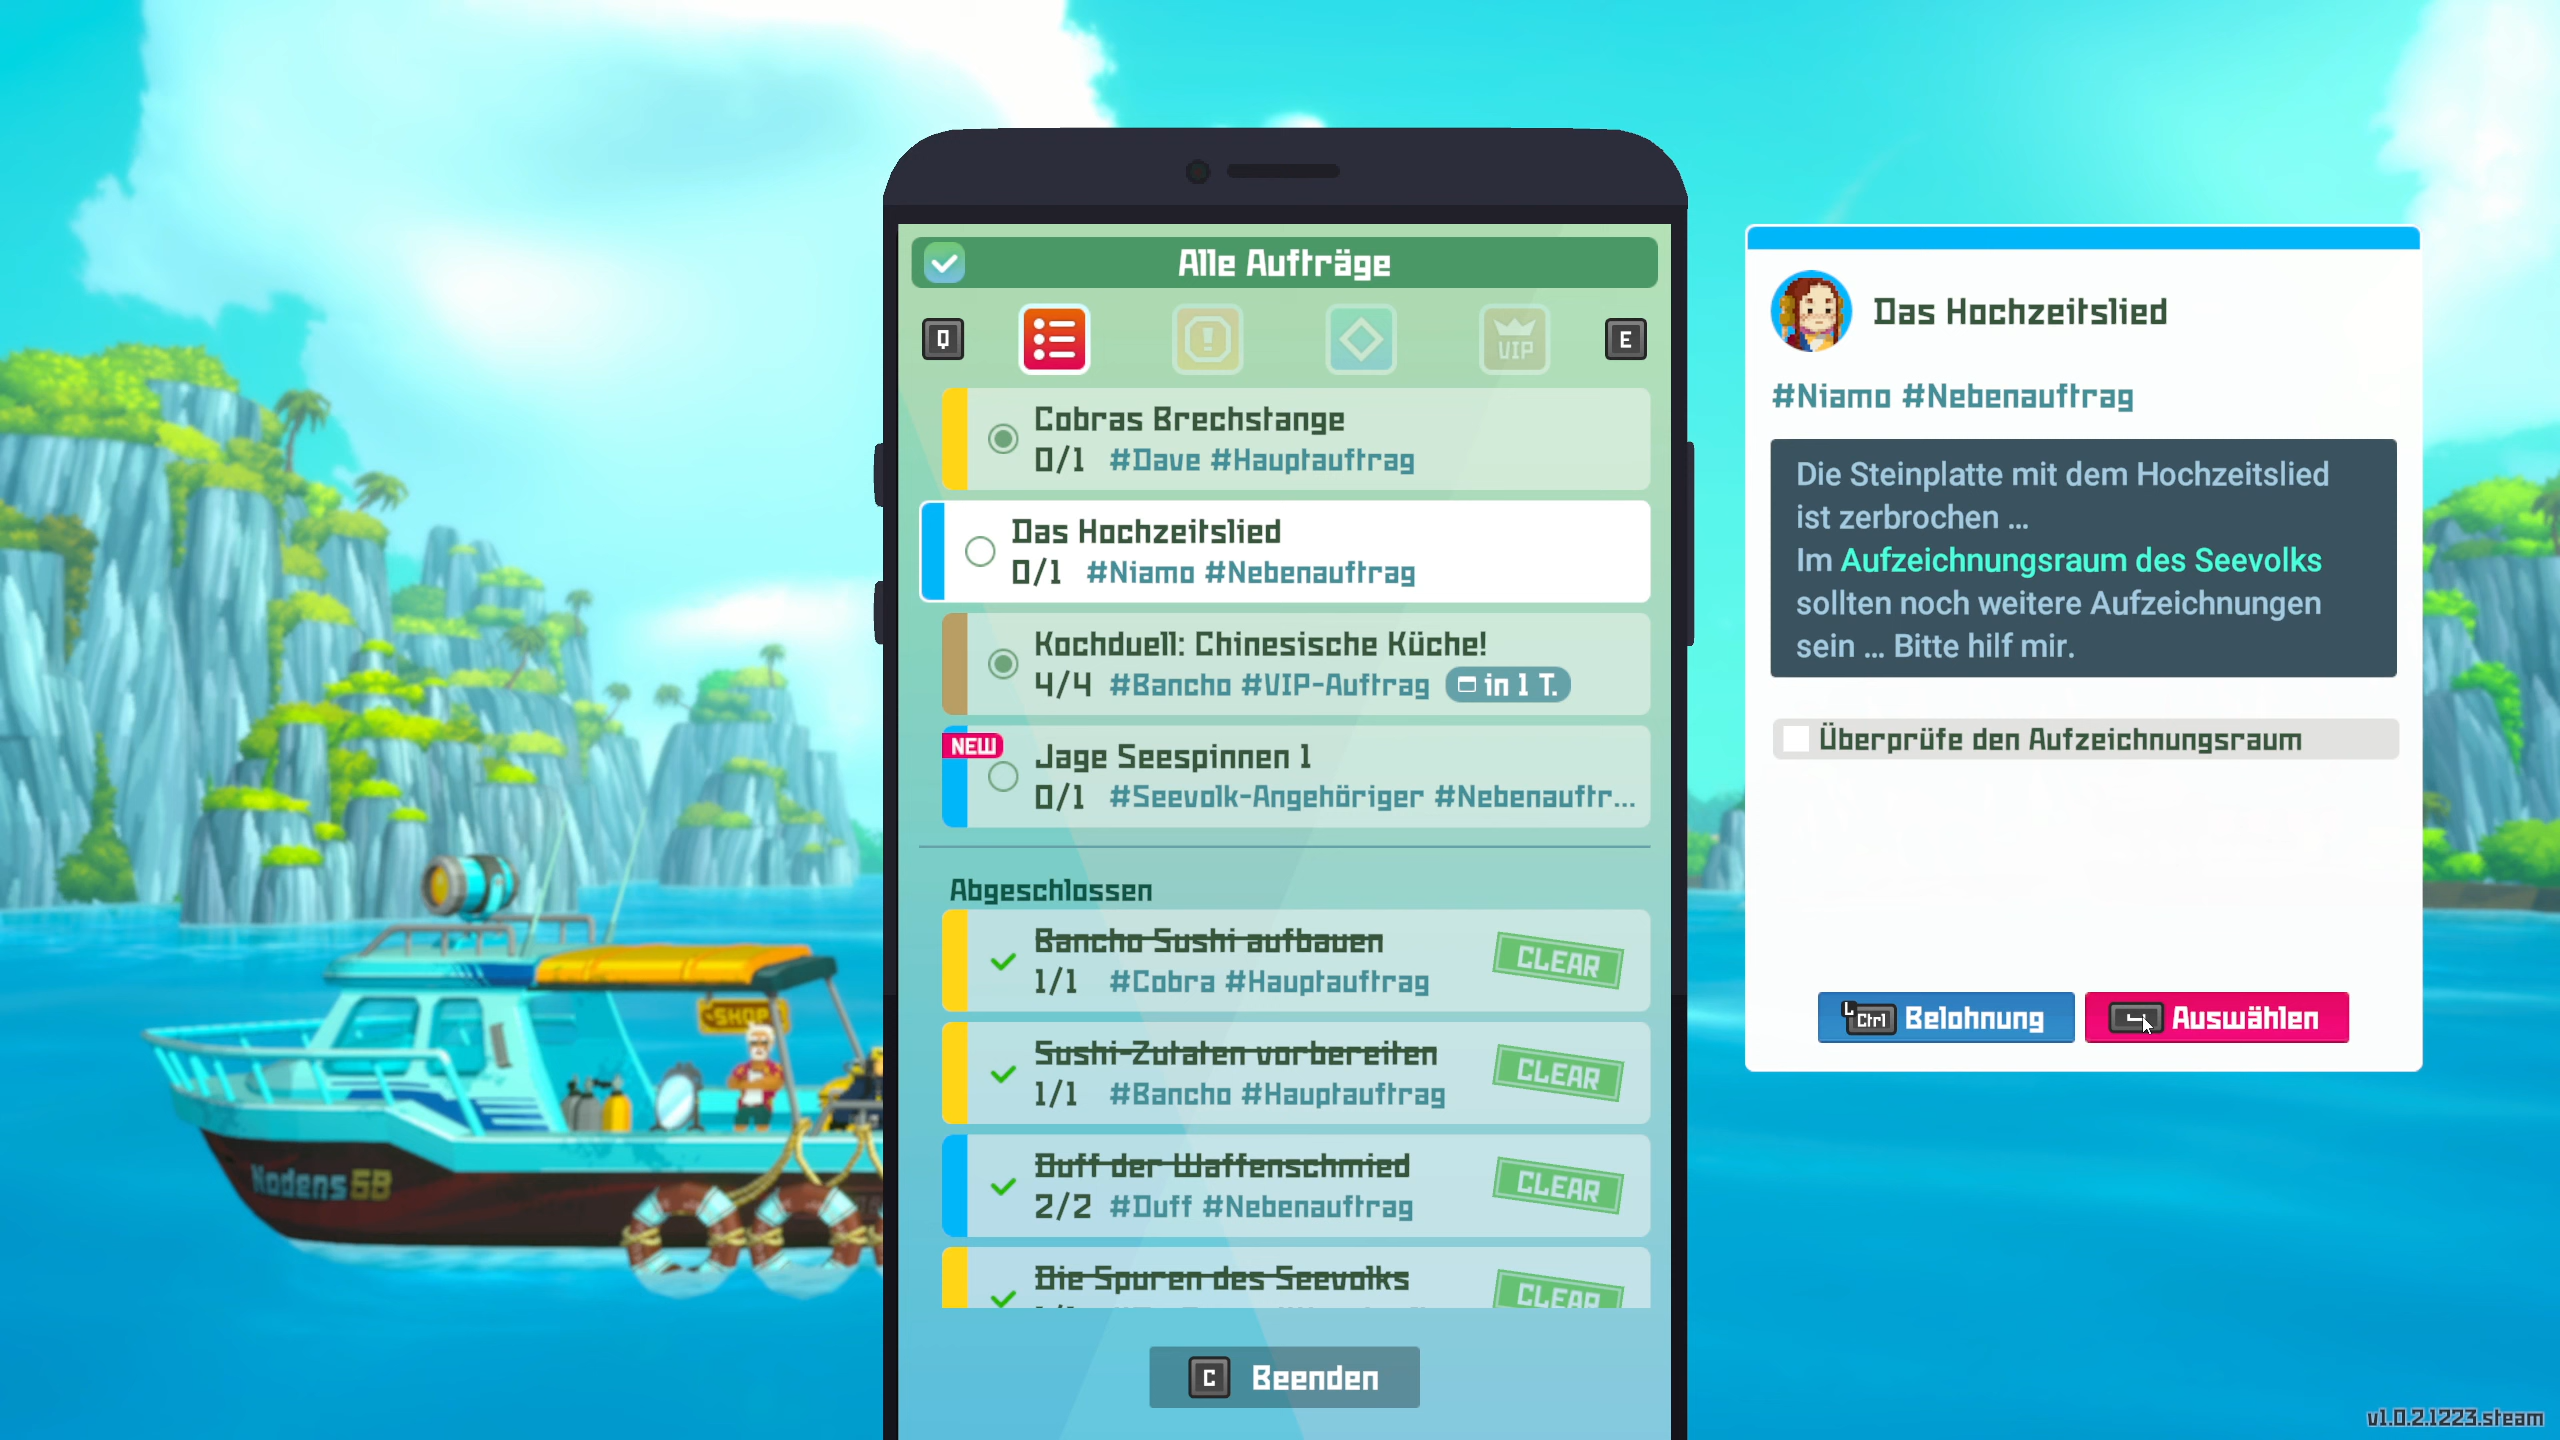 Alle Aufträge
Q
VIP
E
Cobras Brechstange
0/1 #Dave #Hauptauftrag
Das Hochzeitslied
0/1 #Niamo #Nebenauftrag
Kochduell: Chinesische Küche!
4/4 #Bancho #VIP-Auftrag in 1 T.
NEW
Jage Seespinnen 1
0/1 #Seevolk-Angehöriger #Nebenauftr...
Abgeschlossen
Bancho Sushi aufbauen
1/1 #Cobra #Hauptauftrag
CLEAR
Sushi-Zutaten vorbereiten
1/1 #Bancho #Hauptauftrag
CLEAR
Duff der Waffenschmied
2/2 #Duff #Nebenauftrag
CLEAR
Die Spuren des Seevolks
CLEAR
C Beenden
Das Hochzeitslied
#Niamo #Nebenauftrag
Die Steinplatte mit dem Hochzeitslied
ist zerbrochen ...
Im Aufzeichnungsraum des Seevolks
sollten noch weitere Aufzeichnungen
sein ... Bitte hilf mir.
Überprüfe den Aufzeichnungsraum
L Ctrl Belohnung
Auswählen
SHOP
Nodens68
v1.0.2.1223.steam